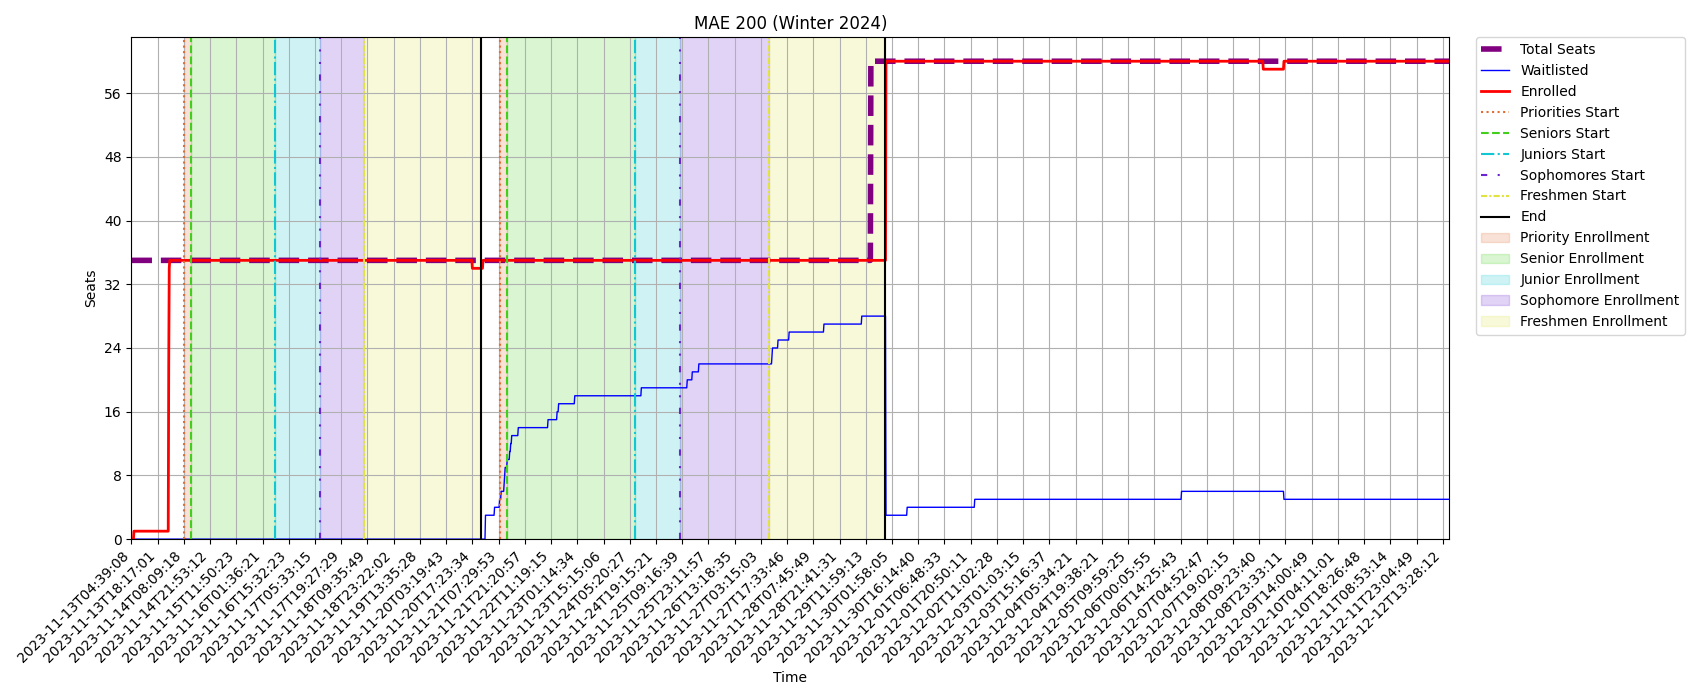 MAE 200 (Winter 2024)
Seats
56
48
40
32
24
16
8
0
2023-11-13T04:39:08
2023-11-13T18:17:01
2023-11-14T08:09:18
2023-11-14T21:53:12
2023-11-15T11:50:23
2023-11-16T01:36:21
2023-11-16T15:32:23
2023-11-17T05:33:15
2023-11-17T19:27:29
2023-11-18T09:35:49
2023-11-18T23:22:02
2023-11-19T13:35:28
2023-11-20T03:19:43
2023-11-20T17:23:34
2023-11-21T07:29:53
2023-11-21T21:20:57
2023-11-22T11:19:15
2023-11-23T01:14:34
2023-11-23T15:15:06
2023-11-24T05:20:27
2023-11-24T19:15:21
2023-11-25T09:16:39
2023-11-25T23:11:57
2023-11-26T13:18:35
2023-11-27T03:15:03
2023-11-27T17:33:46
2023-11-28T07:45:49
2023-11-28T21:41:31
2023-11-29T11:59:13
2023-11-30T01:58:05
2023-11-30T16:14:40
2023-12-01T06:48:33
2023-12-01T20:50:11
2023-12-02T11:02:28
2023-12-03T01:03:15
2023-12-03T15:16:37
2023-12-04T05:34:21
2023-12-04T19:38:21
2023-12-05T09:59:25
2023-12-06T00:05:55
2023-12-06T14:25:43
2023-12-07T04:52:47
2023-12-07T19:02:15
2023-12-08T09:23:40
2023-12-08T23:33:11
2023-12-09T14:00:49
2023-12-10T04:11:01
2023-12-10T18:26:48
2023-12-11T08:53:14
2023-12-11T23:04:49
2023-12-12T13:28:12
Time
Total Seats
Waitlisted
Enrolled
Priorities Start
Seniors Start
Juniors Start
Sophomores Start
Freshmen Start
End
Priority Enrollment
Senior Enrollment
Junior Enrollment
Sophomore Enrollment
Freshmen Enrollment